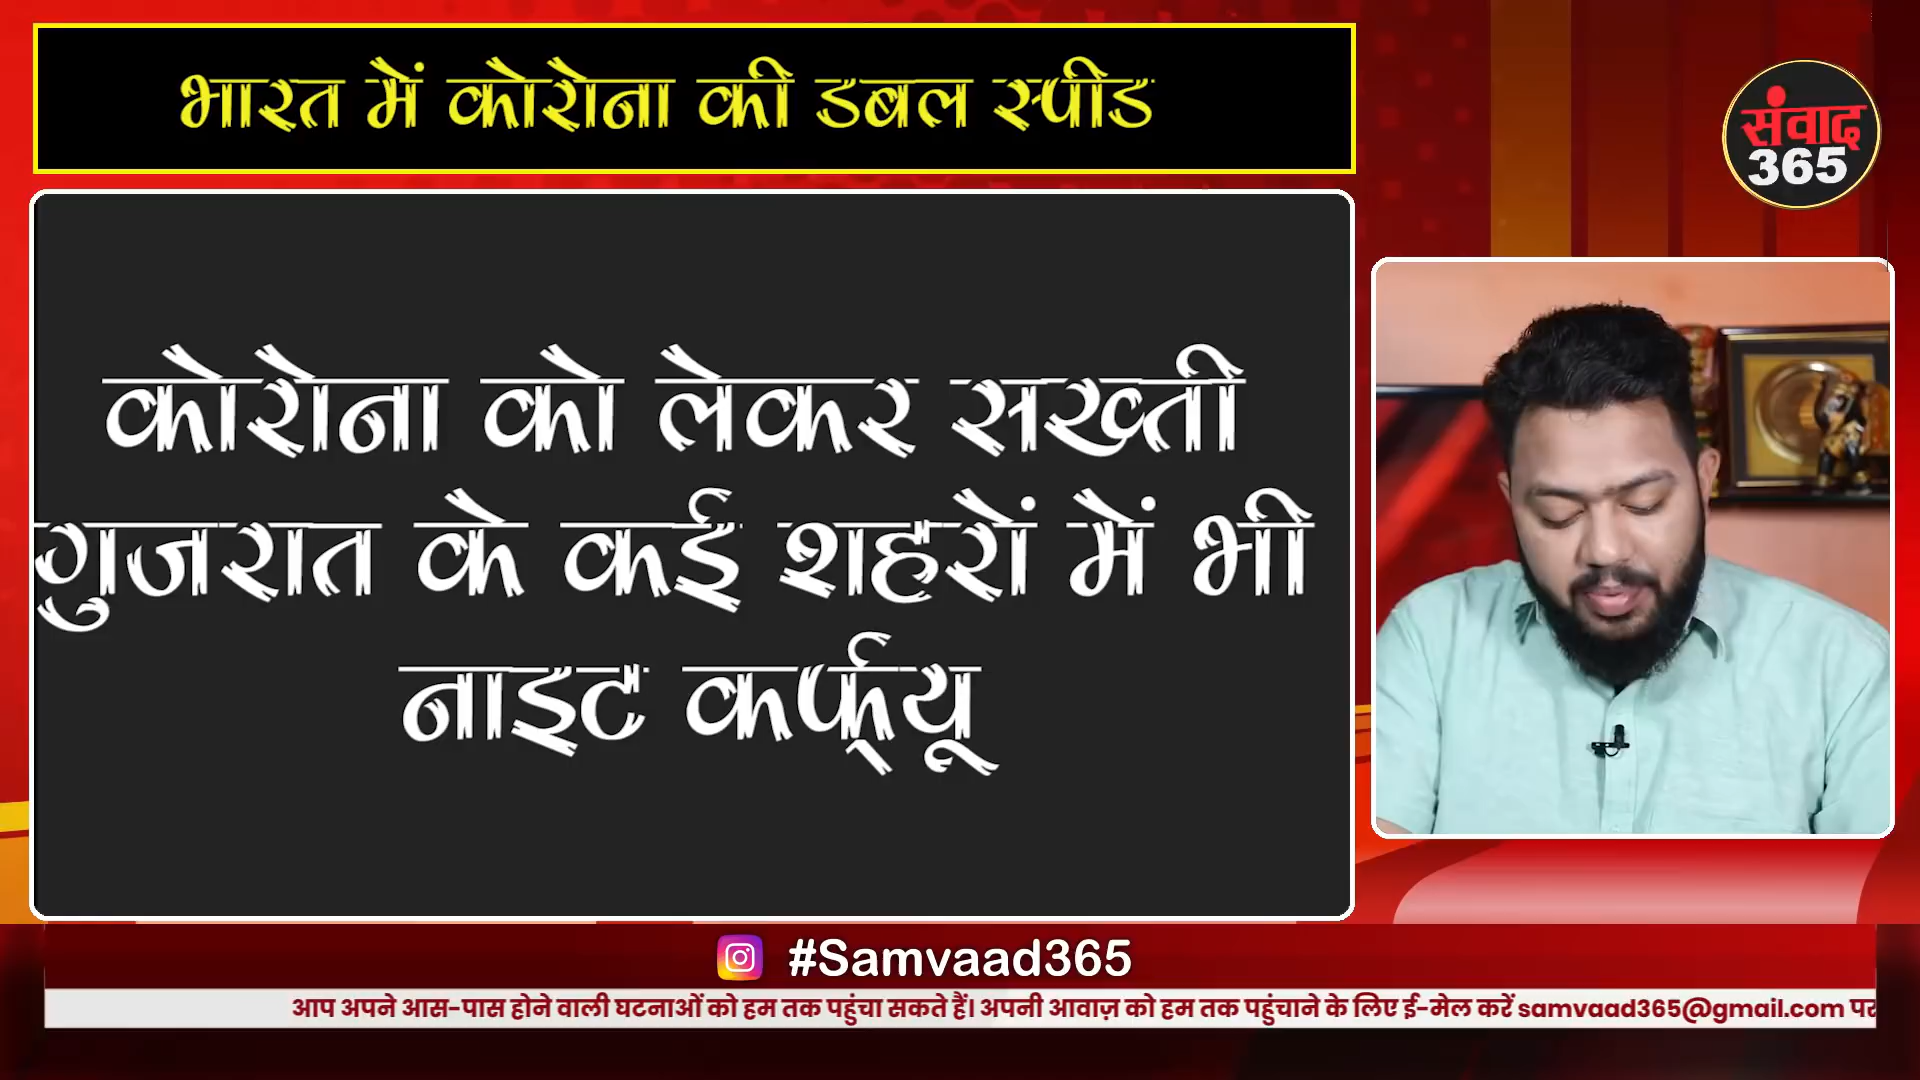 भारत में कोरोना की डबल स्पीड
संवाद
365
कोरोना को लेकर सख्ती
गुजरात के कई शहरों में भी
नाइट कर्फ्यू
#Samvaad365
आप अपने आस-पास होने वाली घटनाओं को हम तक पहुंचा सकते हैं। अपनी आवाज़ को हम तक पहुंचाने के लिए ई-मेल करें samvaad365@gmail.com पर